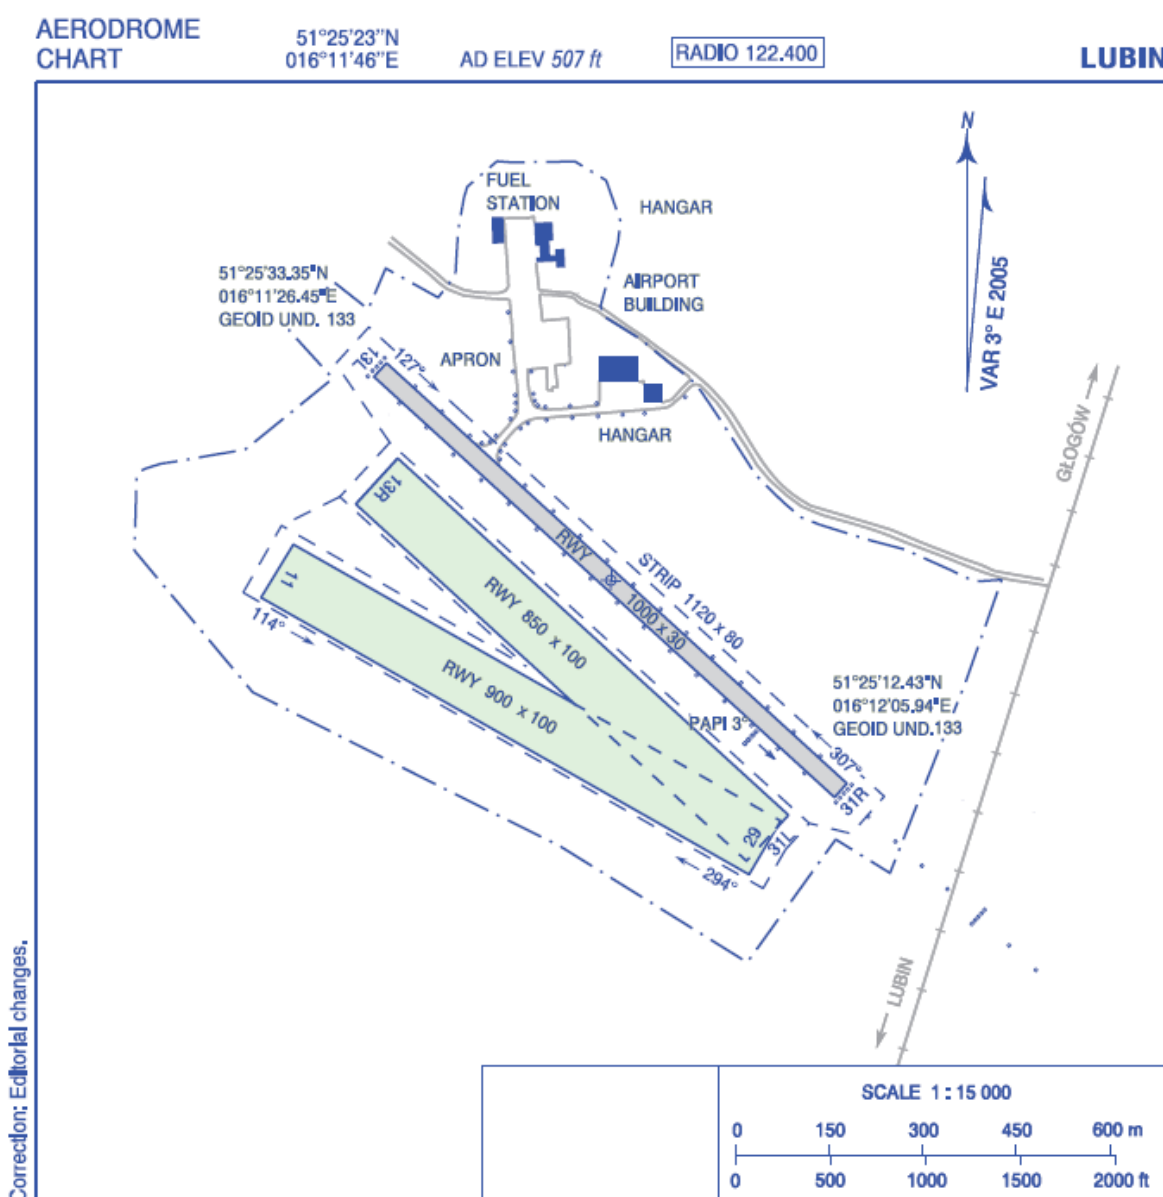 AERODROME
CHART
51°25'23"N
016°11'46"E
AD ELEV 507 ft
RADIO 122.400
LUBIN
N
VAR 3° E 2005
FUEL
STATION
HANGAR
51°25'33.35"N
016°11'26.45"E
GEOID UND. 133
AIRPORT
BUILDING
13L
127°
APRON
HANGAR
GŁOGÓW
13R
RWY 1000 x 30
STRIP 1120 x 80
11
114°
RWY 850 x 100
RWY 900 x 100
51°25'12.43"N
016°12'05.94"E
GEOID UND.133
PAPI 3°
307°
31R
29
31L
294°
LUBIN
Correction: Editorial changes.
SCALE 1 : 15 000
0 150 300 450 600 m
0 500 1000 1500 2000 ft